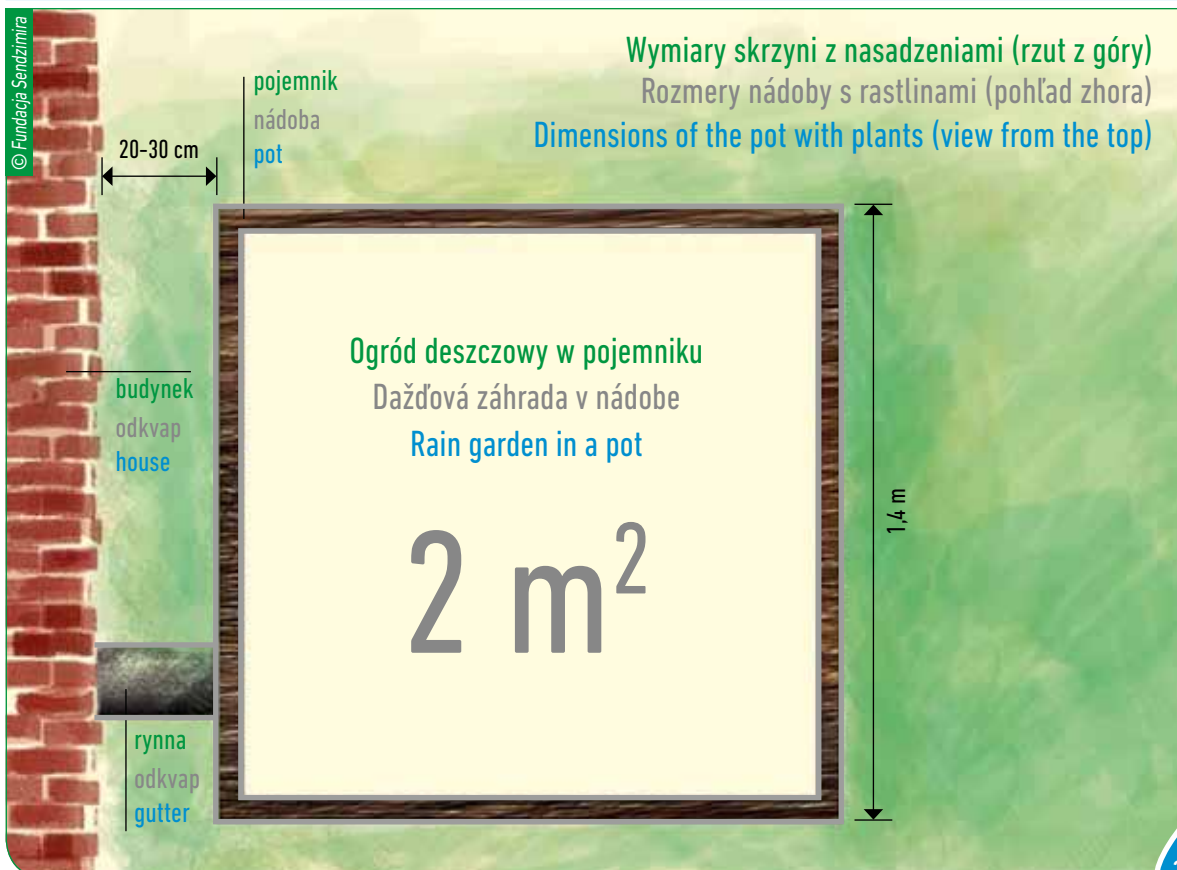 © Fundacja Sendzimira
Wymiary skrzyni z nasadzeniami (rzut z góry)
Rozmery nádoby s rastlinami (pohľad zhora)
Dimensions of the pot with plants (view from the top)
pojemnik
nádoba
pot
20-30 cm
Ogród deszczowy w pojemniku
Dažďová záhrada v nádobe
Rain garden in a pot
2 m²
budynek
odkvap
house
1,4 m
rynna
odkvap
gutter